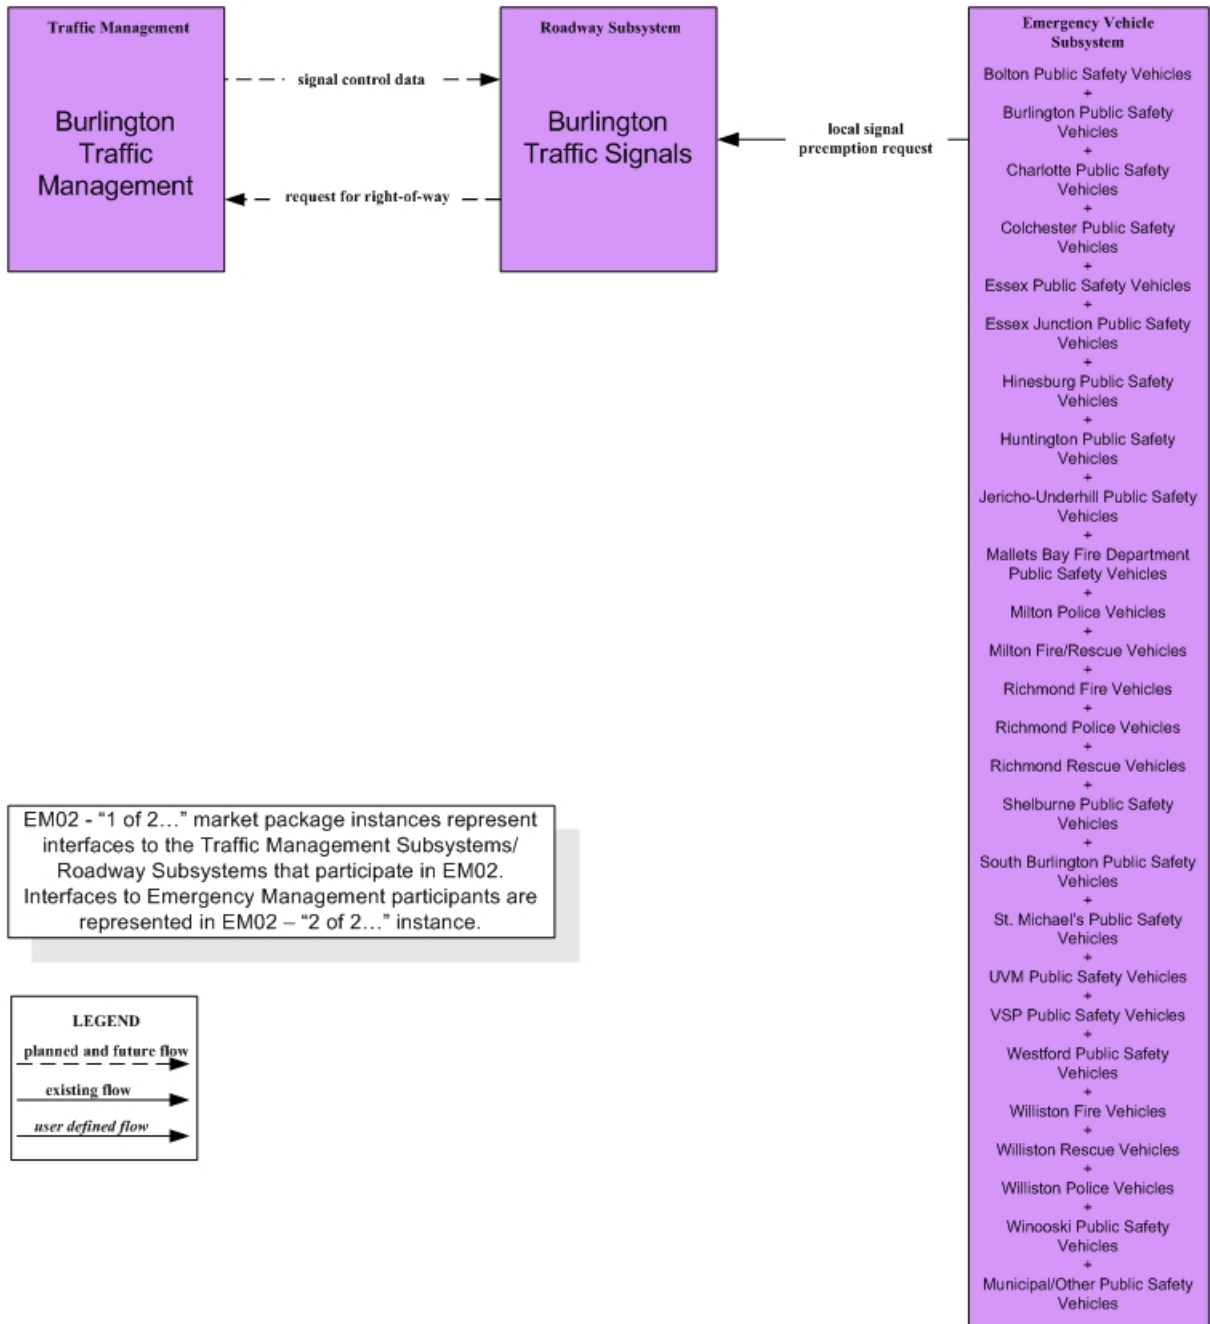 Traffic Management
Burlington
Traffic
Management
signal control data
request for right-of-way
Roadway Subsystem
Burlington
Traffic Signals
local signal
preemption request
Emergency Vehicle
Subsystem
Bolton Public Safety Vehicles
+
Burlington Public Safety
Vehicles
+
Charlotte Public Safety
Vehicles
+
Colchester Public Safety
Vehicles
+
Essex Public Safety Vehicles
+
Essex Junction Public Safety
Vehicles
+
Hinesburg Public Safety
Vehicles
+
Huntington Public Safety
Vehicles
+
Jericho-Underhill Public Safety
Vehicles
+
Mallets Bay Fire Department
Public Safety Vehicles
+
Milton Police Vehicles
+
Milton Fire/Rescue Vehicles
+
Richmond Fire Vehicles
+
Richmond Police Vehicles
+
Richmond Rescue Vehicles
+
Shelburne Public Safety
Vehicles
+
South Burlington Public Safety
Vehicles
+
St. Michael's Public Safety
Vehicles
+
UVM Public Safety Vehicles
+
VSP Public Safety Vehicles
+
Westford Public Safety
Vehicles
+
Williston Fire Vehicles
+
Williston Rescue Vehicles
+
Williston Police Vehicles
+
Winooski Public Safety
Vehicles
+
Municipal/Other Public Safety
Vehicles
EM02 - “1 of 2…” market package instances represent
interfaces to the Traffic Management Subsystems/
Roadway Subsystems that participate in EM02.
Interfaces to Emergency Management participants are
represented in EM02 – “2 of 2…” instance.
LEGEND
planned and future flow
existing flow
user defined flow